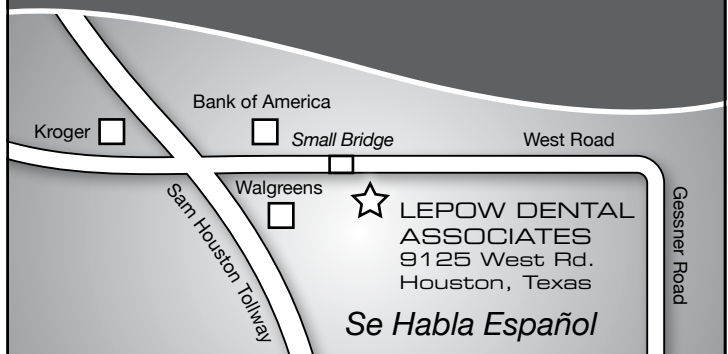 Bank of America
Kroger
Small Bridge
West Road
Walgreens
Sam Houston Tollway
Gessner Road
LEPOW DENTAL
ASSOCIATES
9125 West Rd.
Houston, Texas
Se Habla Español